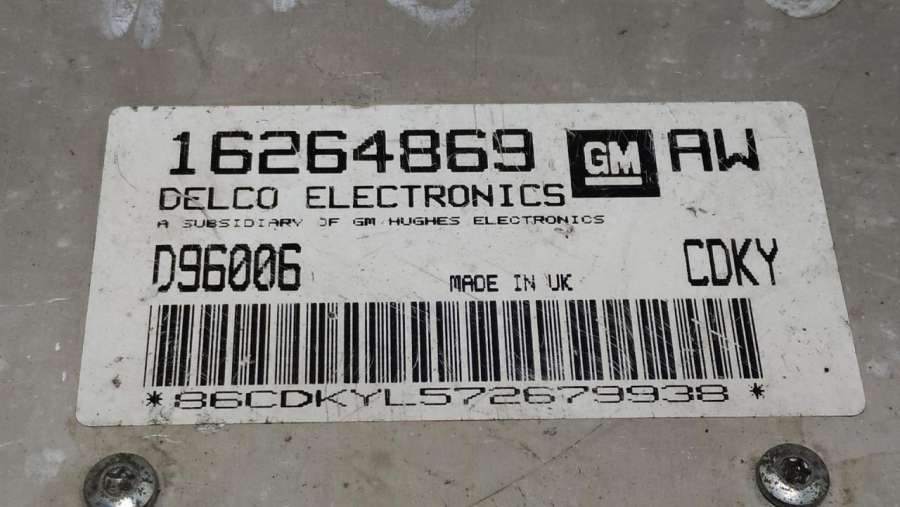 16264869 GM AW
DELCO ELECTRONICS
A SUBSIDIARY OF GM HUGHES ELECTRONICS
D96006 MADE IN UK CDKY
*86CDKYL572679938*